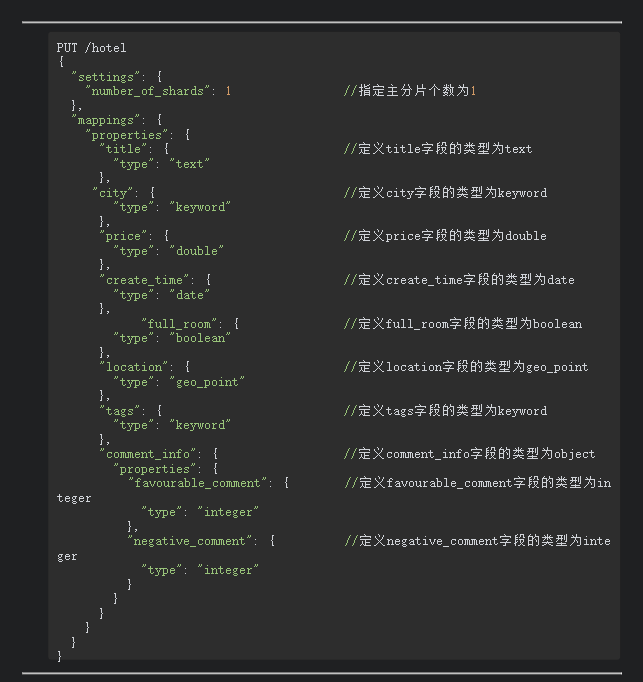 PUT /hotel
{
  "settings": {
    "number_of_shards": 1                //指定主分片个数为1
  },
  "mappings": {
    "properties": {
      "title": {                         //定义title字段的类型为text
        "type": "text"
      },
     "city": {                           //定义city字段的类型为keyword
        "type": "keyword"
      },
      "price": {                         //定义price字段的类型为double
        "type": "double"
      },
      "create_time": {                   //定义create_time字段的类型为date
        "type": "date"
      },
            "full_room": {               //定义full_room字段的类型为boolean
        "type": "boolean"
      },
      "location": {                      //定义location字段的类型为geo_point
        "type": "geo_point"
      },
      "tags": {                          //定义tags字段的类型为keyword
        "type": "keyword"
      },
      "comment_info": {                  //定义comment_info字段的类型为object
        "properties": {
          "favourable_comment": {        //定义favourable_comment字段的类型为in
teger
            "type": "integer"
          },
          "negative_comment": {          //定义negative_comment字段的类型为inte
ger
            "type": "integer"
          }
        }
      }
    }
  }
}